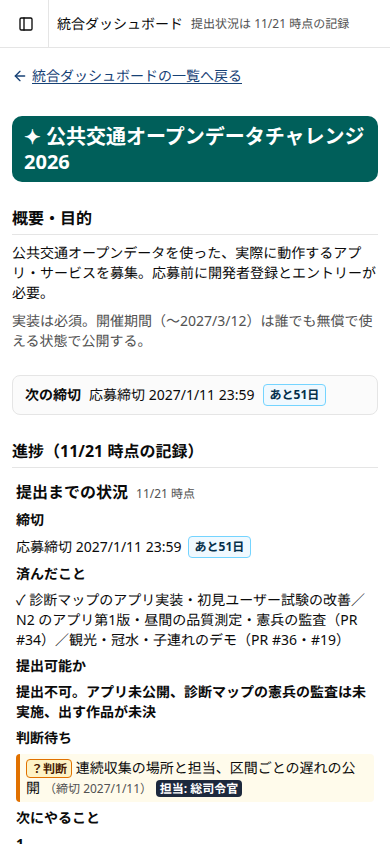 統合ダッシュボード 提出状況は 11/21 時点の記録
← 統合ダッシュボードの一覧へ戻る
✦ 公共交通オープンデータチャレンジ
2026
概要・目的
公共交通オープンデータを使った、実際に動作するアプ
リ・サービスを募集。応募前に開発者登録とエントリーが
必要。
実装は必須。開催期間（〜2027/3/12）は誰でも無償で使
える状態で公開する。
次の締切 応募締切 2027/1/11 23:59 あと51日
進捗（11/21 時点の記録）
提出までの状況 11/21 時点
締切
応募締切 2027/1/11 23:59 あと51日
済んだこと
✓ 診断マップのアプリ実装・初見ユーザー試験の改善／
N2 のアプリ第1版・昼間の品質測定・憲兵の監査（PR
#34）／観光・冠水・子連れのデモ（PR #36・#19）
提出可能か
提出不可。アプリ未公開、診断マップの憲兵の監査は未
実施、出す作品が未決
判断待ち
？判断 連続収集の場所と担当、区間ごとの遅れの公
開 （締切 2027/1/11） 担当: 総司令官
次にやること
1